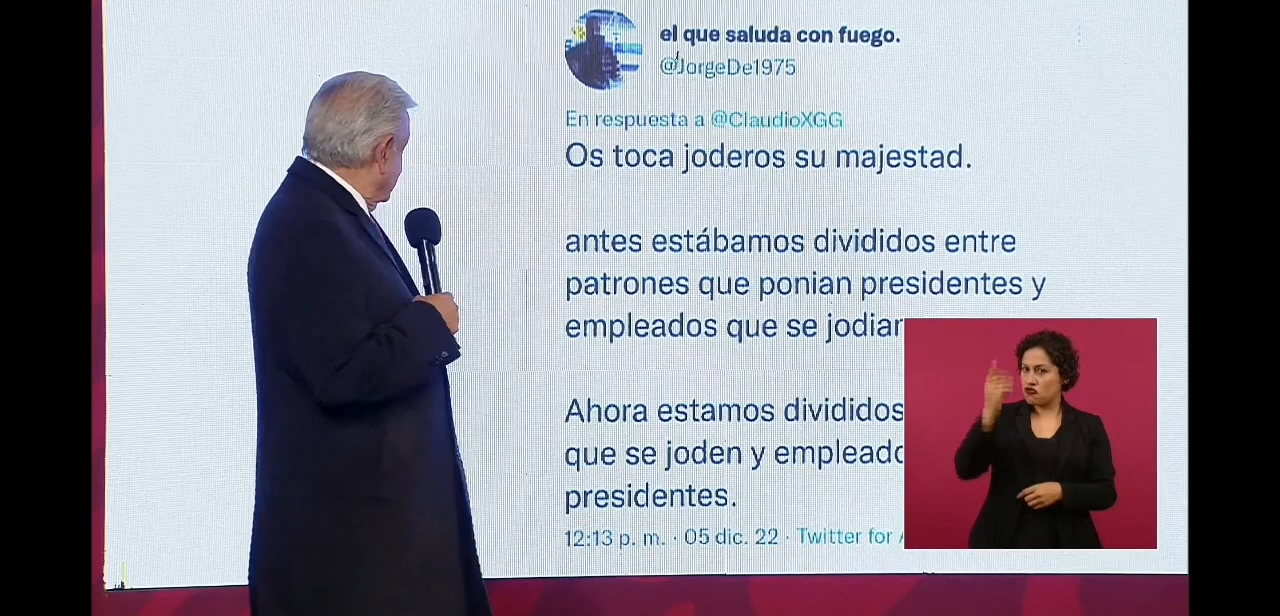 el que saluda con fuego.
@JorgeDe1975
En respuesta a @ClaudioXGG
Os toca joderos su majestad.
antes estábamos divididos entre
patrones que ponian presidentes y
empleados que se
Ahora estamos divididos
que se joden y
presidentes.
12:13 p. m. · 05 dic. 22 · Twitter for